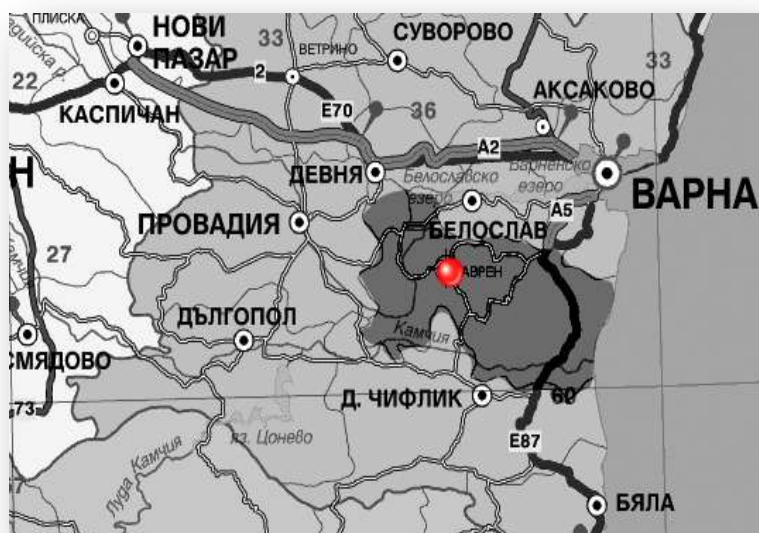 ПЛИСКА
НОВИ
ПАЗАР
33
ВЕТРИНО
СУВОРОВО
33
22
2
АКСАКОВО
КАСПИЧАН
E70
36
A2
Н
ДЕВНЯ
Белославско
езеро
Варненско
езеро
ВАРНА
ПРОВАДИЯ
БЕЛОСЛАВ
A5
27
Камчия
АВРЕН
ДЪЛГОПОЛ
Камчия
СМЯДОВО
73
Д. ЧИФЛИК
60
яз. Цонево
E87
Луда Камчия
БЯЛА